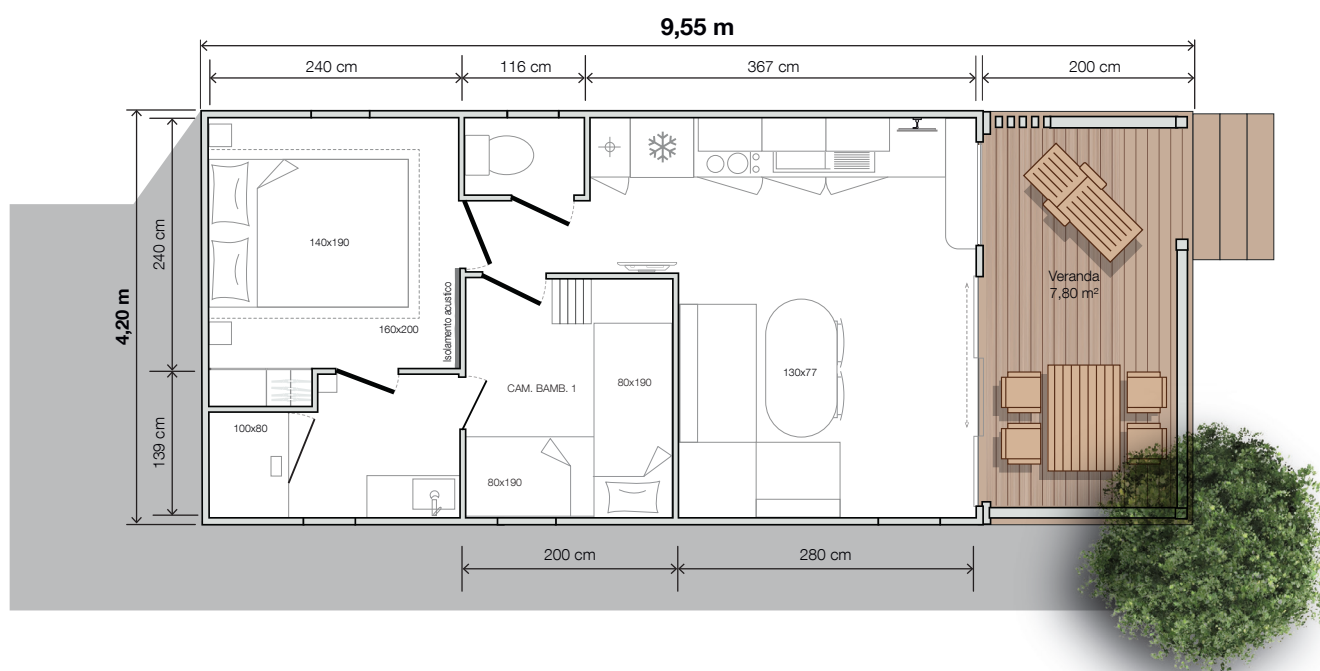 9,55 m
240 cm
116 cm
367 cm
200 cm
4,20 m
240 cm
139 cm
140x190
160x200
Isolamento acustico
Veranda
7,80 m²
130x77
CAM. BAMB. 1
80x190
80x190
100x80
200 cm
280 cm